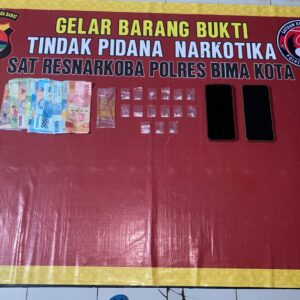 GELAR BARANG BUKTI
TINDAK PIDANA NARKOTIKA
SAT RESNARKOBA POLRES BIMA KOTA